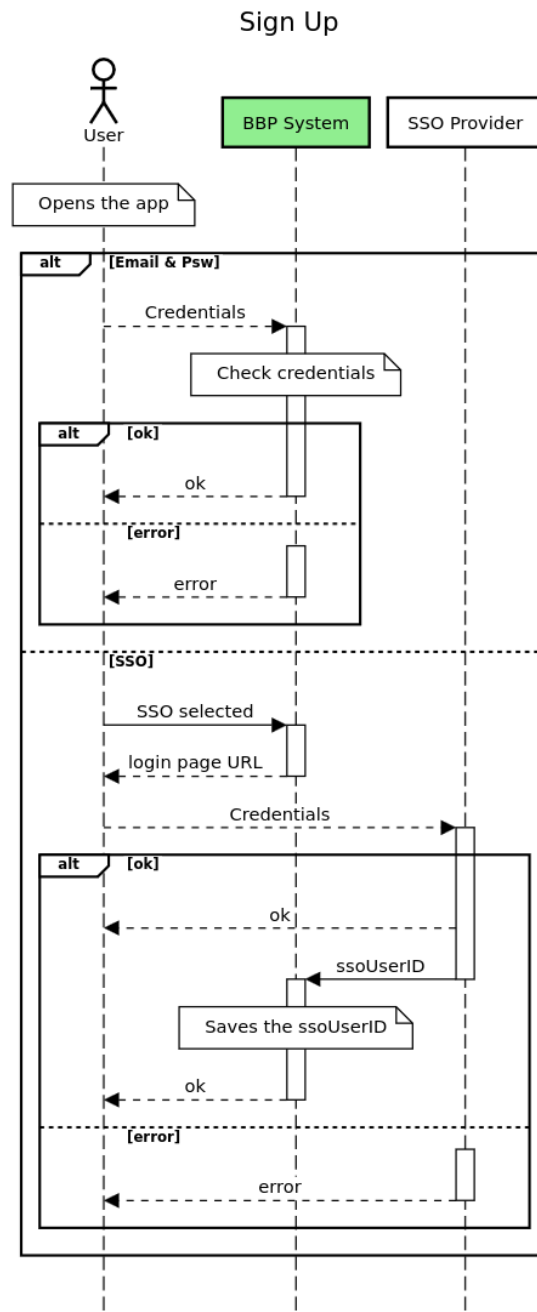 Sign Up
User
BBP System
SSO Provider
Opens the app
alt
[Email & Psw]
Credentials
Check credentials
alt
[ok]
ok
[error]
error
[SSO]
SSO selected
login page URL
Credentials
alt
[ok]
ok
ssoUserID
Saves the ssoUserID
ok
[error]
error